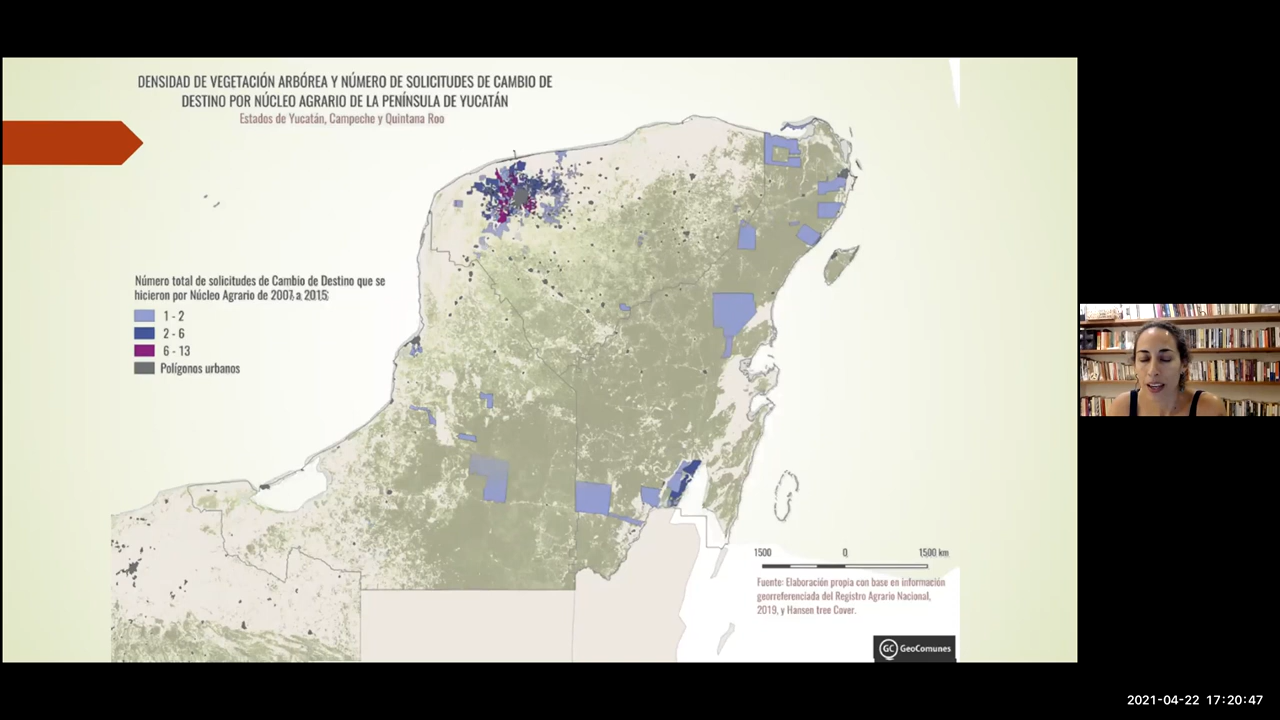 DENSIDAD DE VEGETACIÓN ARBÓREA Y NÚMERO DE SOLICITUDES DE CAMBIO DE
DESTINO POR NÚCLEO AGRARIO DE LA PENÍNSULA DE YUCATÁN
Estados de Yucatán, Campeche y Quintana Roo
Número total de solicitudes de Cambio de Destino que se
hicieron por Núcleo Agrario de 2007 a 2015:
1 - 2
2 - 6
6 - 13
Polígonos urbanos
1500 0 1500 km
Fuente: Elaboración propia con base en información
georreferenciada del Registro Agrario Nacional,
2019, y Hansen tree Cover.
GC GeoComunes
2021-04-22 17:20:47